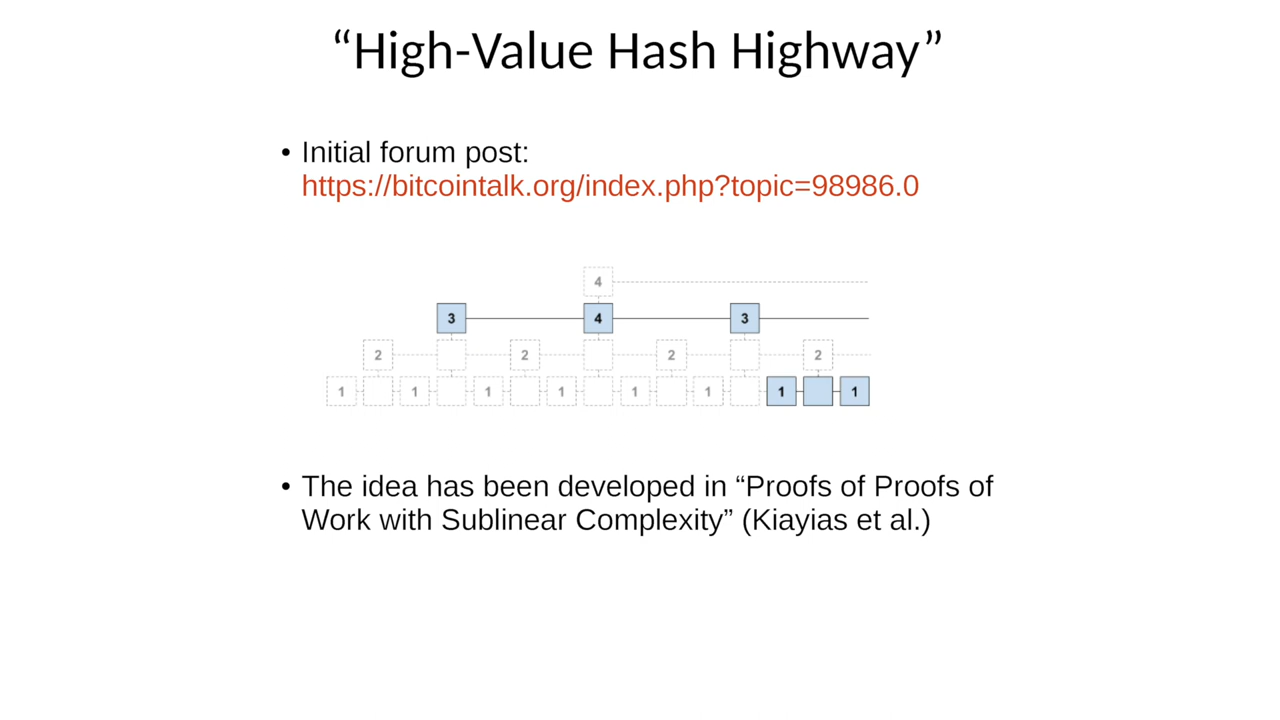 “High-Value Hash Highway”
• Initial forum post:
https://bitcointalk.org/index.php?topic=98986.0
4
3 4 3
2 2 2 2
1 1 1 1 1 1 1 1
• The idea has been developed in “Proofs of Proofs of
Work with Sublinear Complexity” (Kiayias et al.)